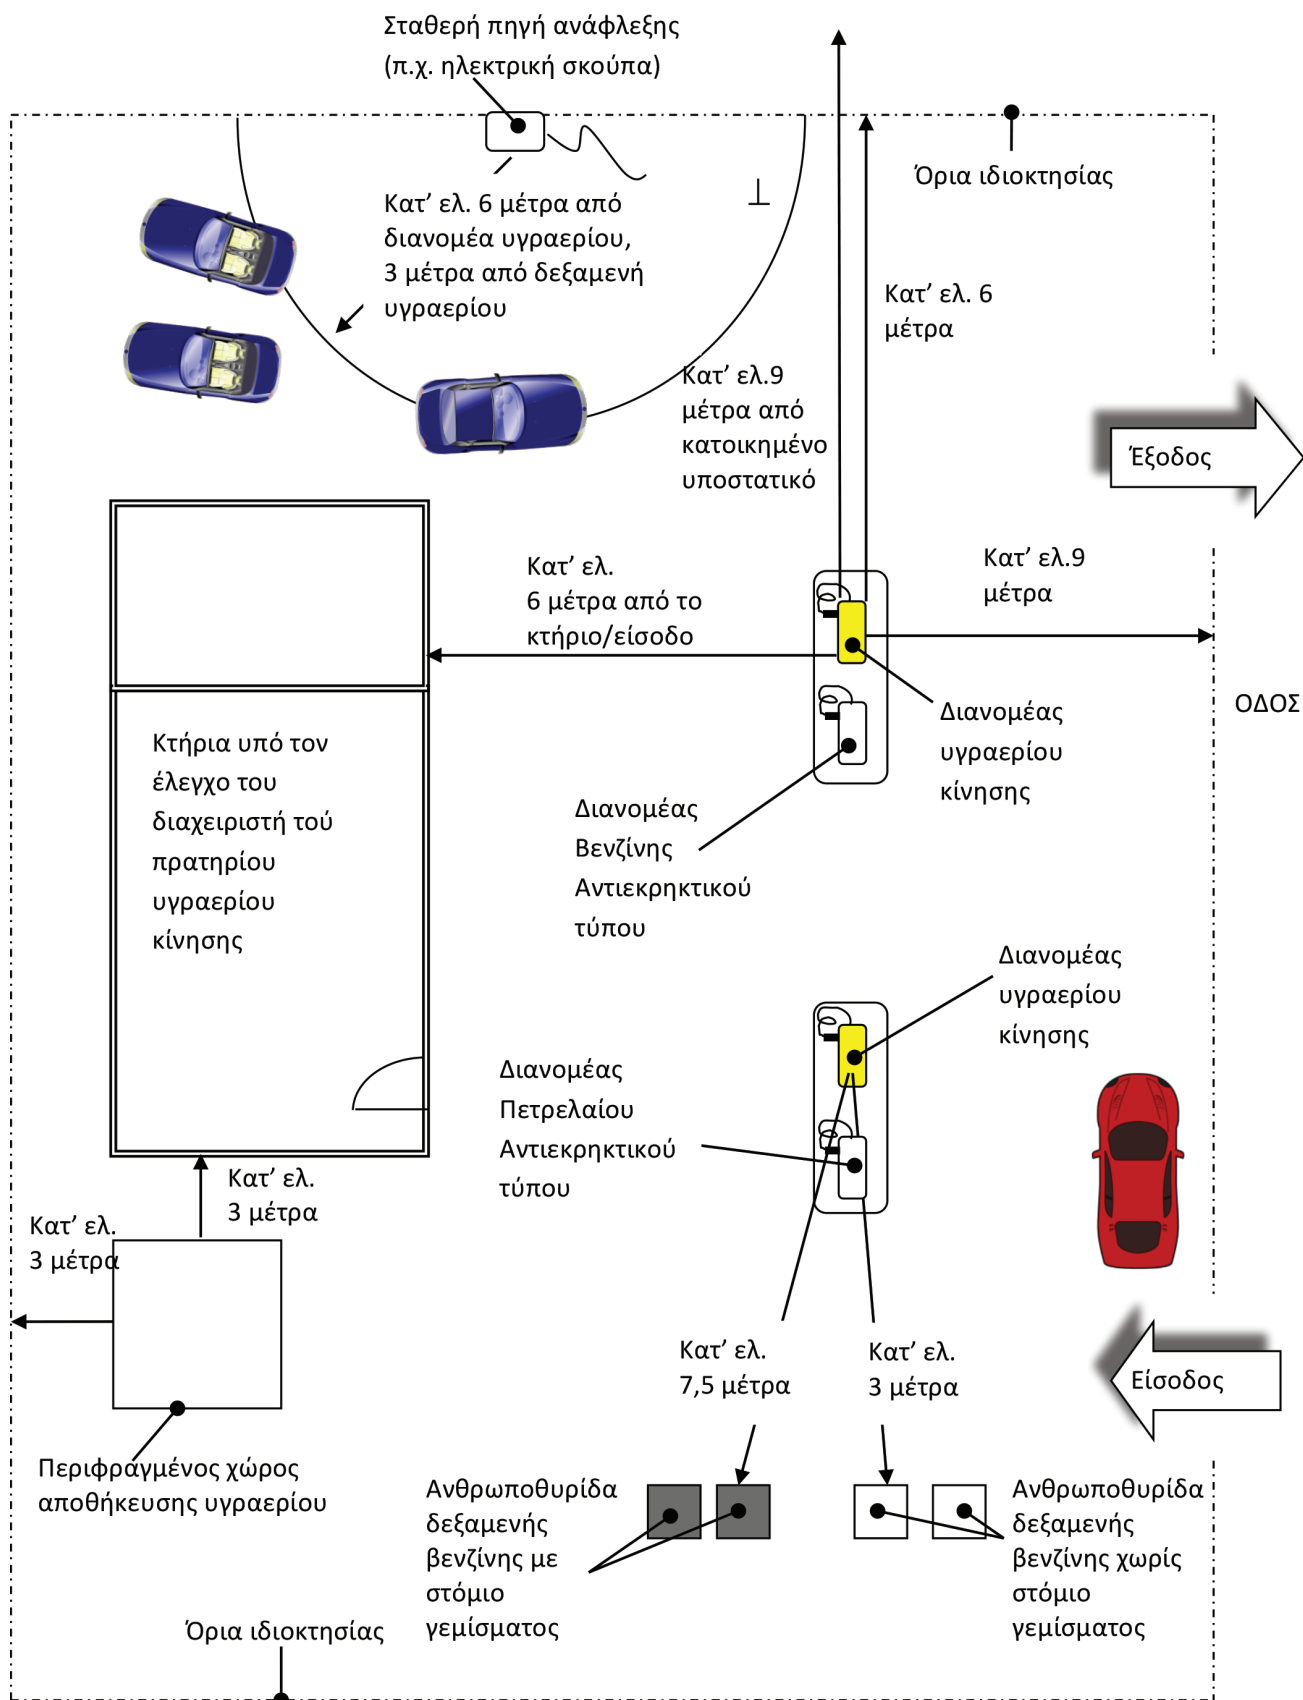 Σταθερή πηγή ανάφλεξης
(π.χ. ηλεκτρική σκούπα)
Όρια ιδιοκτησίας
Κατ’ ελ. 6 μέτρα από
διανομέα υγραερίου,
3 μέτρα από δεξαμενή
υγραερίου
Κατ’ ελ. 6
μέτρα
Κατ’ ελ.9
μέτρα από
κατοικημένο
υποστατικό
Έξοδος
Κατ’ ελ.
6 μέτρα από το
κτήριο/είσοδο
Κατ’ ελ.9
μέτρα
ΟΔΟΣ
Διανομέας
υγραερίου
κίνησης
Κτήρια υπό τον
έλεγχο του
διαχειριστή τού
πρατηρίου
υγραερίου
κίνησης
Διανομέας
Βενζίνης
Αντιεκρηκτικού
τύπου
Διανομέας
υγραερίου
κίνησης
Διανομέας
Πετρελαίου
Αντιεκρηκτικού
τύπου
Κατ’ ελ.
3 μέτρα
Κατ’ ελ.
3 μέτρα
Κατ’ ελ.
7,5 μέτρα
Κατ’ ελ.
3 μέτρα
Είσοδος
Περιφραγμένος χώρος
αποθήκευσης υγραερίου
Ανθρωποθυρίδα
δεξαμενής
βενζίνης με
στόμιο
γεμίσματος
Ανθρωποθυρίδα
δεξαμενής
βενζίνης χωρίς
στόμιο
γεμίσματος
Όρια ιδιοκτησίας